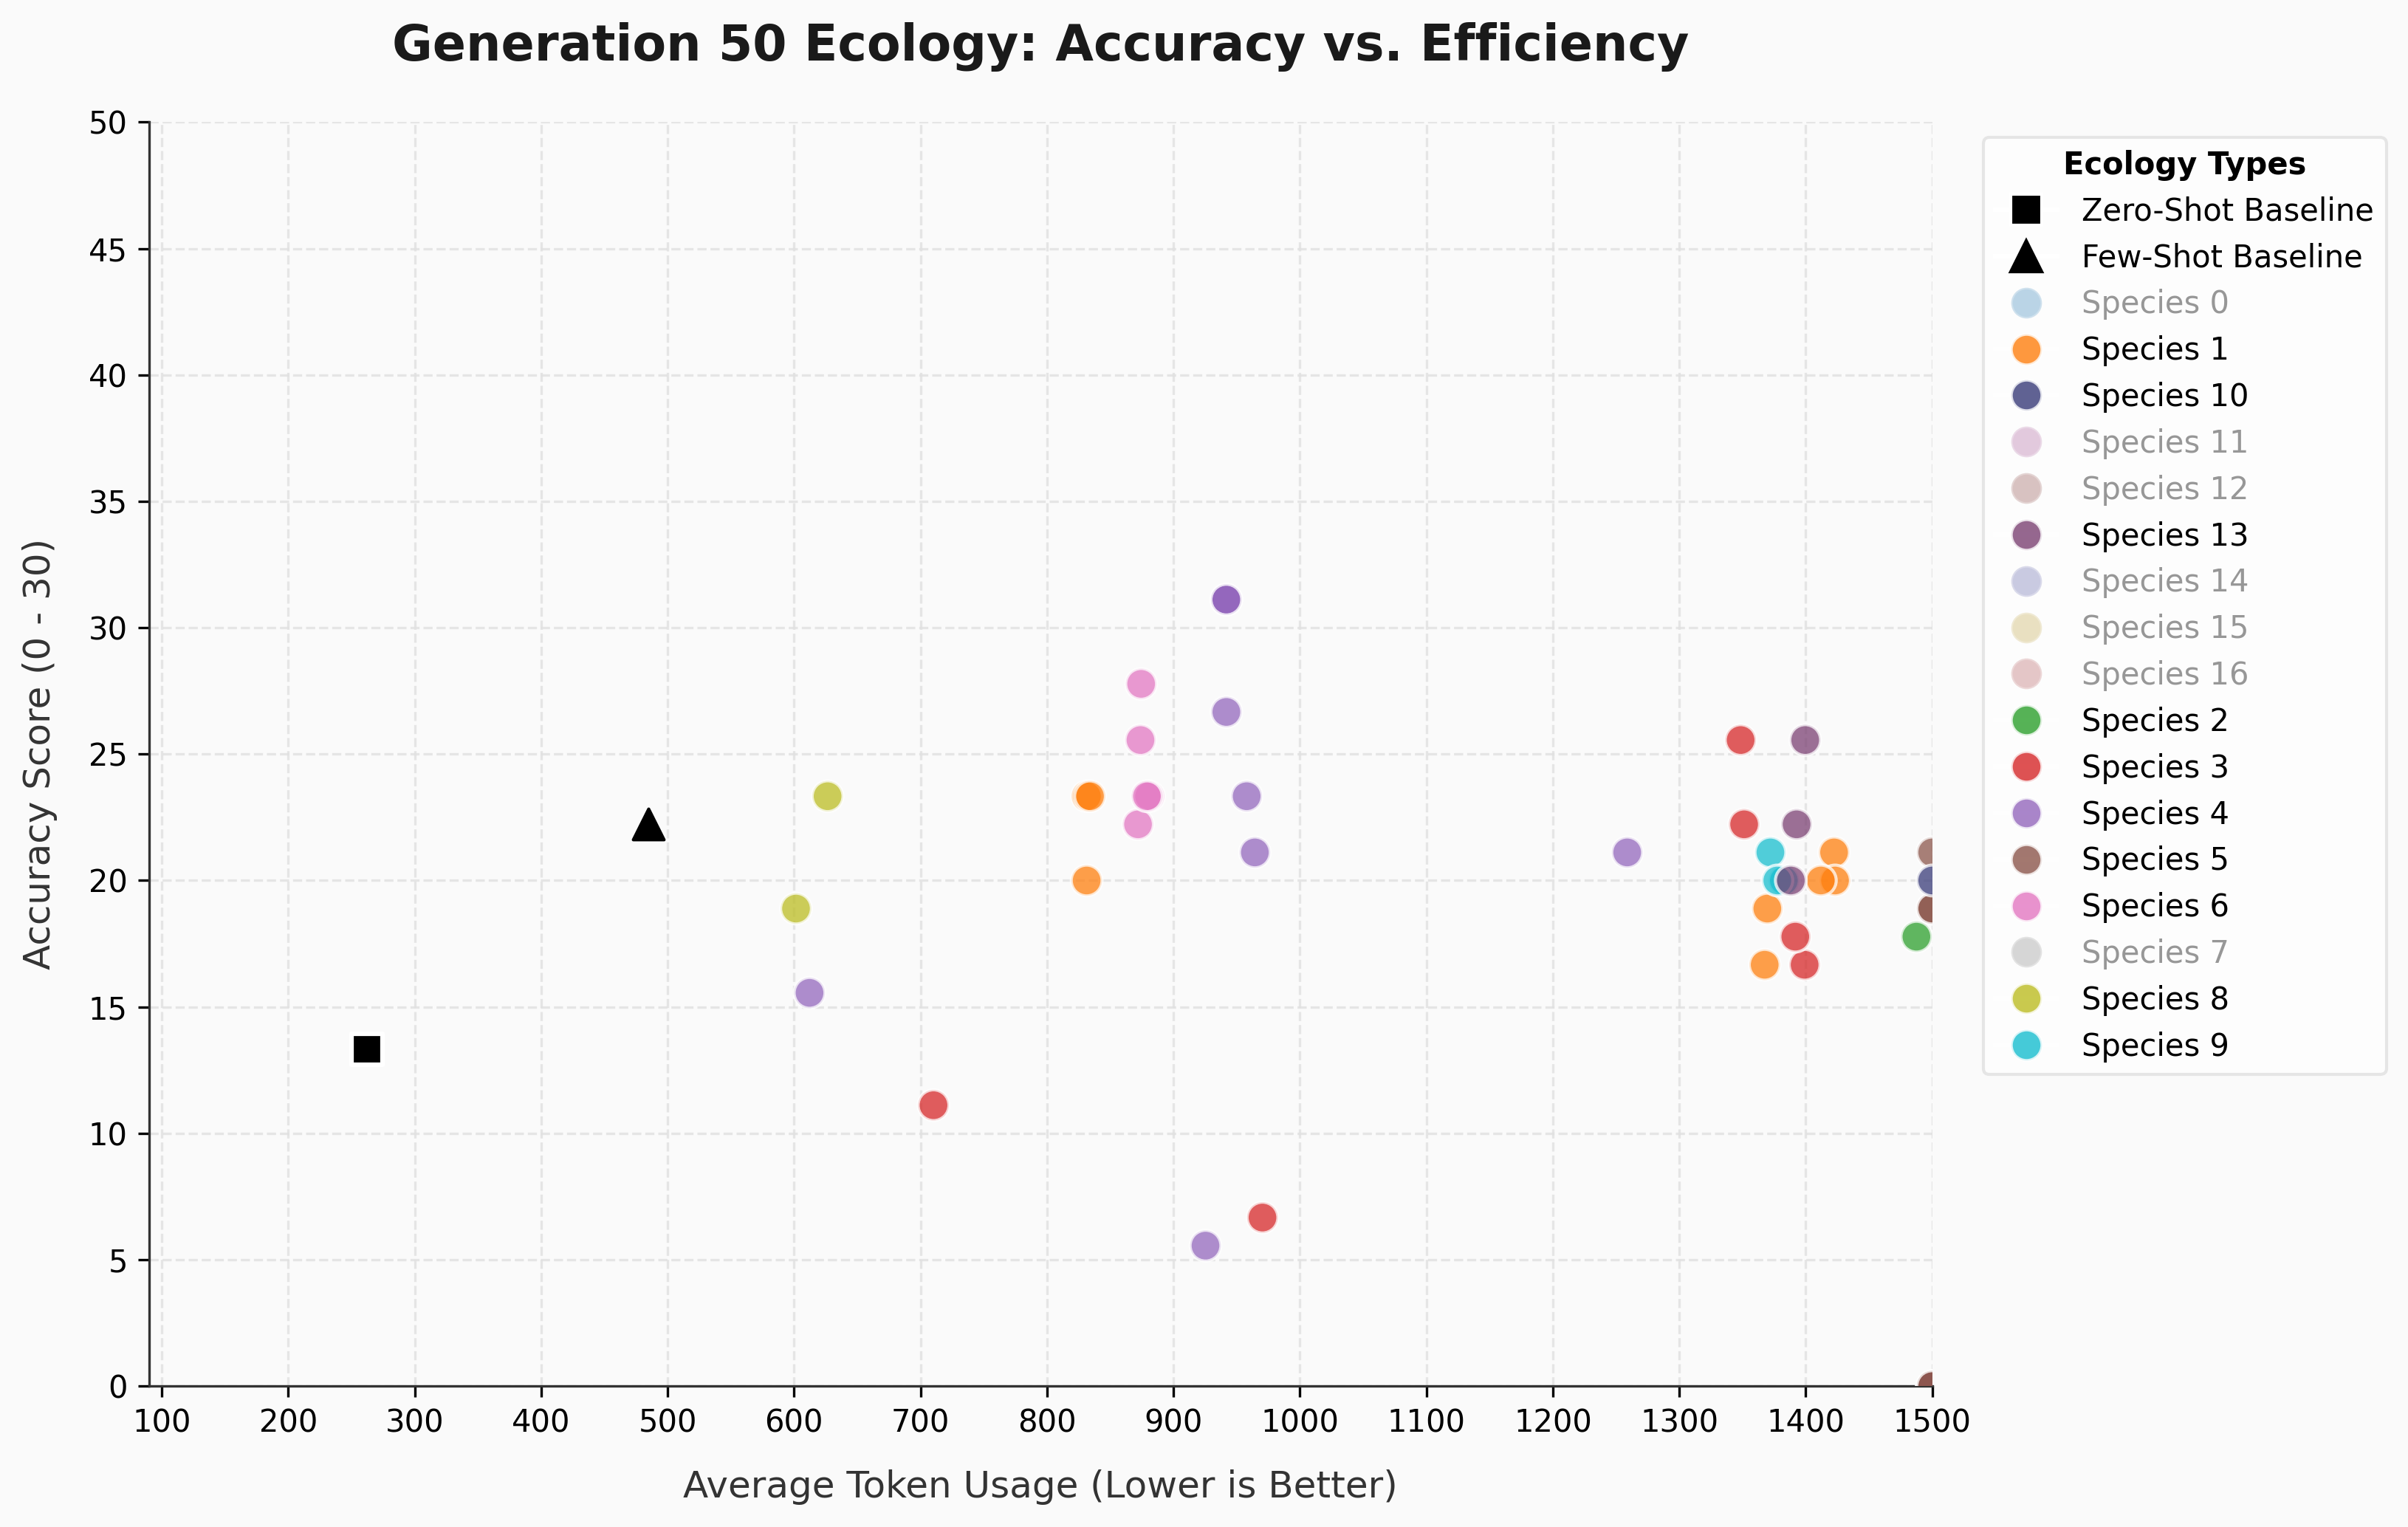 Generation 50 Ecology: Accuracy vs. Efficiency
50
45
40
35
30
25
20
15
10
5
0
Accuracy Score (0 - 30)
100 200 300 400 500 600 700 800 900 1000 1100 1200 1300 1400 1500
Average Token Usage (Lower is Better)
Ecology Types
Zero-Shot Baseline
Few-Shot Baseline
Species 0
Species 1
Species 10
Species 11
Species 12
Species 13
Species 14
Species 15
Species 16
Species 2
Species 3
Species 4
Species 5
Species 6
Species 7
Species 8
Species 9